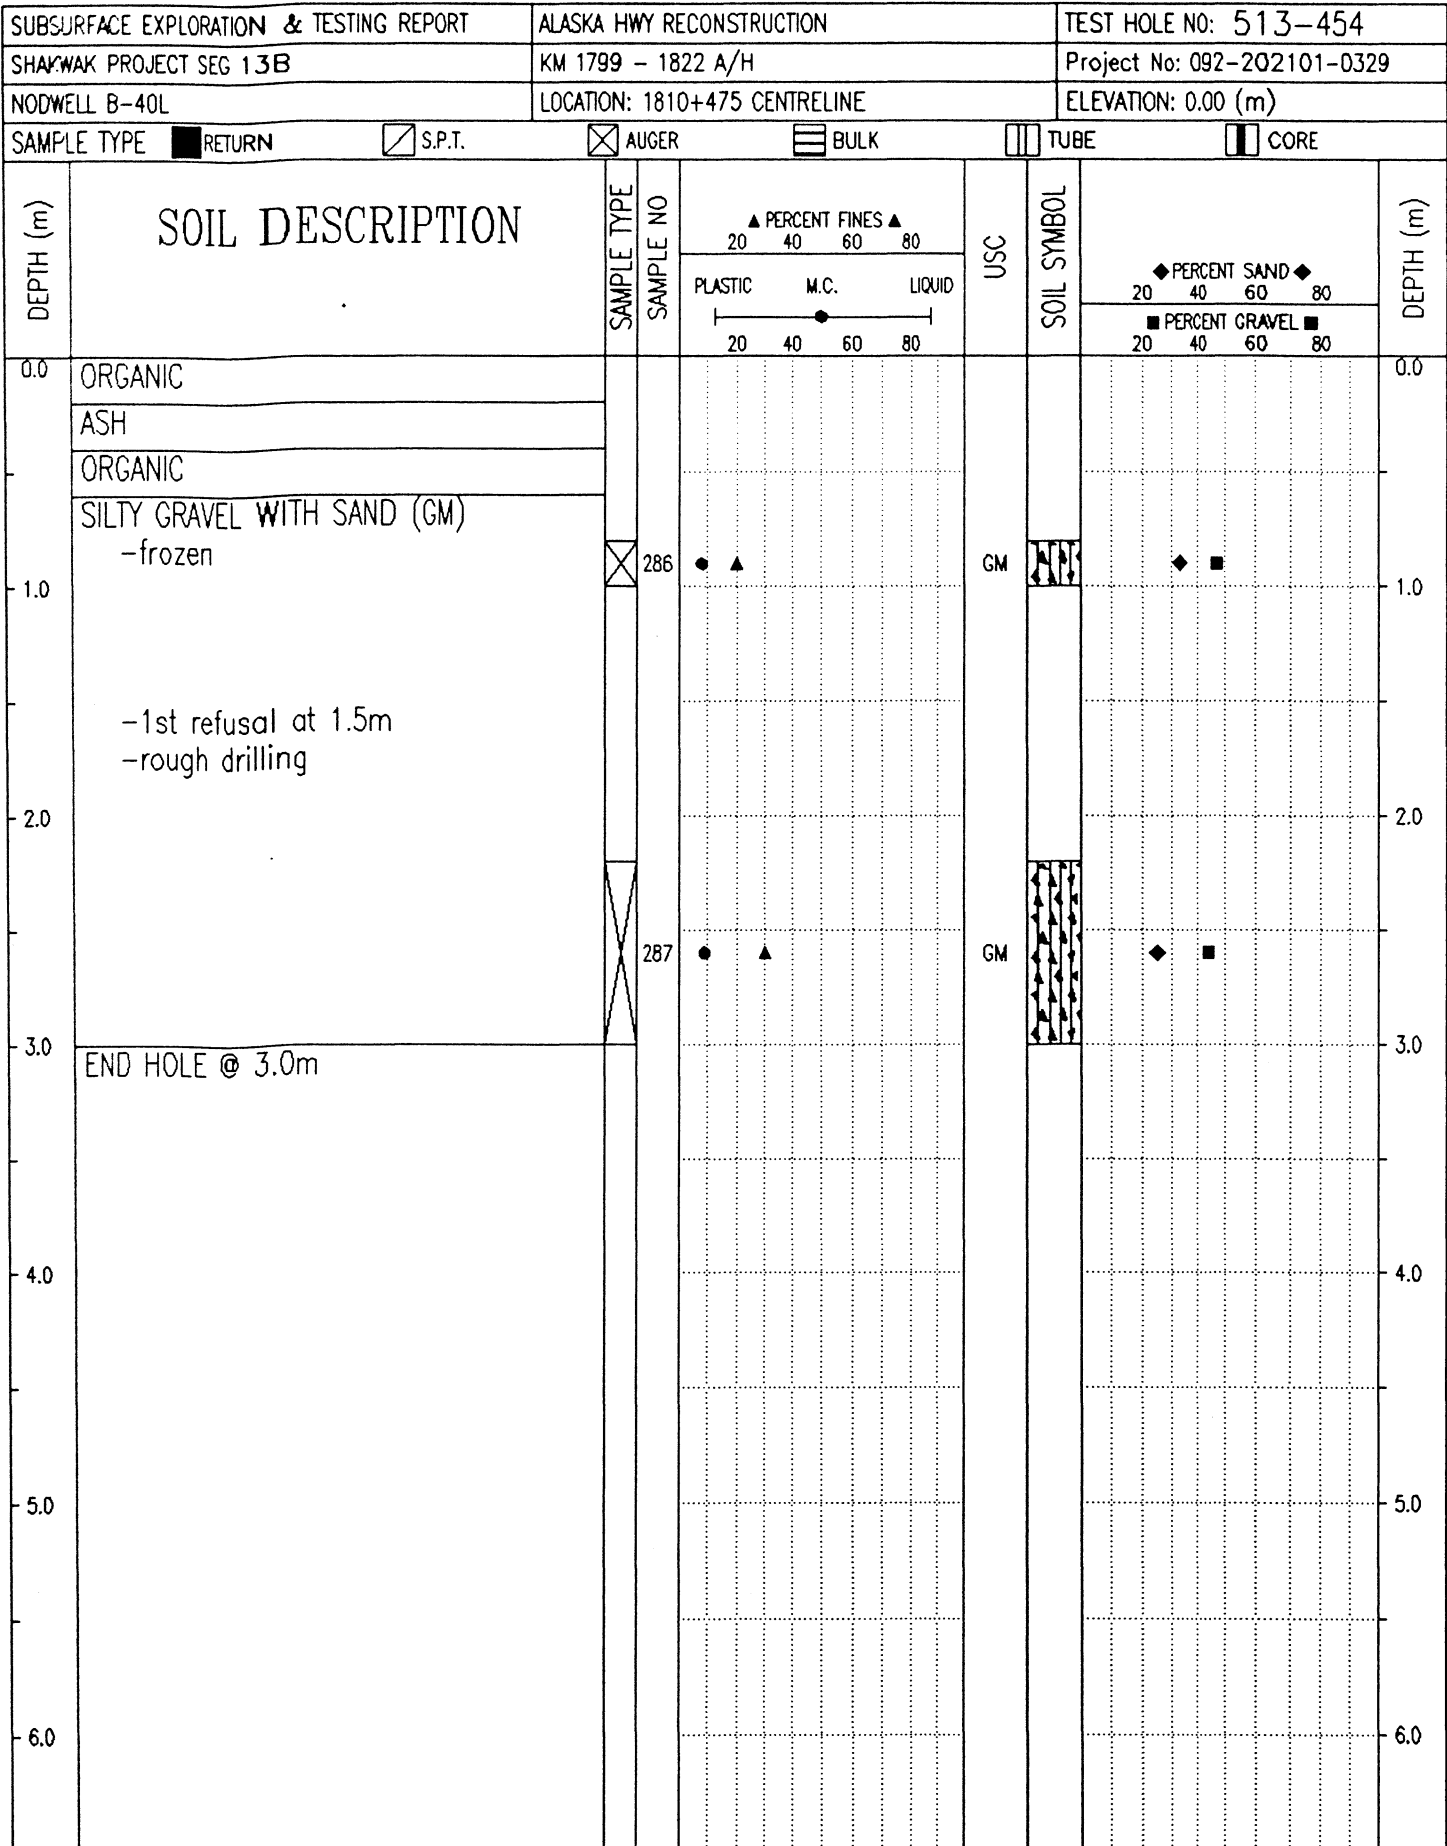 SUBSURFACE EXPLORATION & TESTING REPORT
ALASKA HWY RECONSTRUCTION
TEST HOLE NO: 513-454
SHAKWAK PROJECT SEG 13B
KM 1799 - 1822 A/H
Project No: 092-202101-0329
NODWELL B-40L
LOCATION: 1810+475 CENTRELINE
ELEVATION: 0.00 (m)
SAMPLE TYPE RETURN S.P.T. AUGER BULK TUBE CORE
DEPTH (m)
SOIL DESCRIPTION
SAMPLE TYPE
SAMPLE NO
▲ PERCENT FINES ▲
20 40 60 80
PLASTIC M.C. LIQUID
20 40 60 80
USC
SOIL SYMBOL
◆ PERCENT SAND ◆
20 40 60 80
■ PERCENT GRAVEL ■
20 40 60 80
DEPTH (m)
0.0 0.0
ORGANIC
ASH
ORGANIC
SILTY GRAVEL WITH SAND (GM)
-frozen
286 GM
1.0 1.0
-1st refusal at 1.5m
-rough drilling
2.0 2.0
287 GM
3.0 3.0
END HOLE @ 3.0m
4.0 4.0
5.0 5.0
6.0 6.0